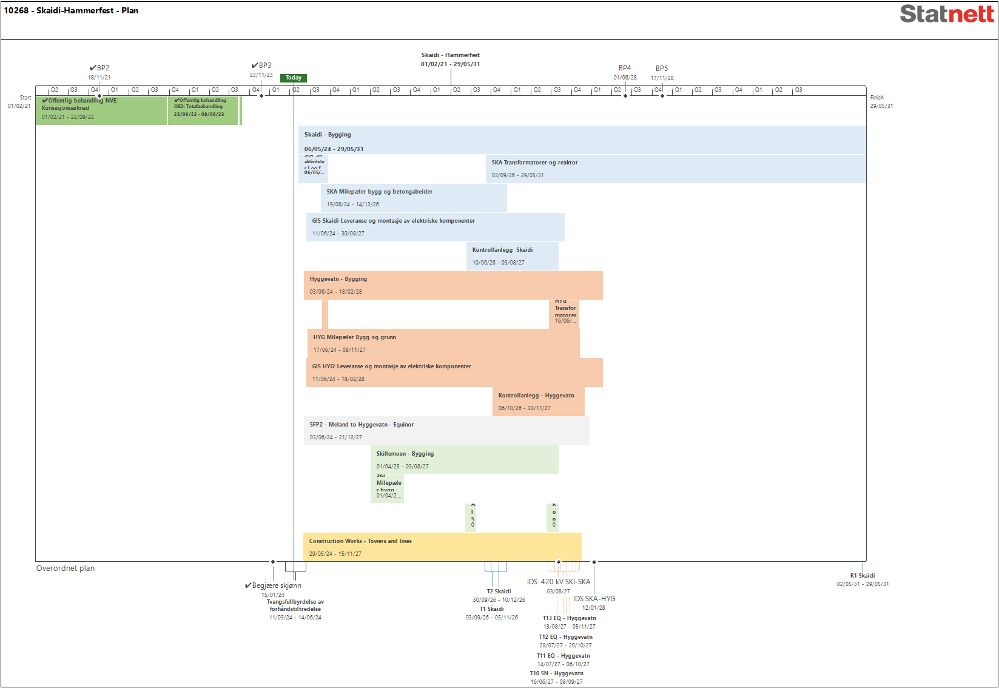 10268 - Skaidi-Hammerfest - Plan
Statnett
Skaidi - Hammerfest
01/02/21 - 29/05/31
✔BP2
18/11/21
✔BP3
23/11/23
Today
BP4
01/06/28
BP5
17/11/28
Q2 Q3 Q4 Q1 Q2 Q3 Q4 Q1 Q2 Q3 Q4 Q1 Q2 Q3 Q4 Q1 Q2 Q3 Q4 Q1 Q2 Q3 Q4 Q1 Q2 Q3 Q4 Q1 Q2 Q3 Q4 Q1 Q2 Q3 Q4 Q1 Q2 Q3
Start
01/02/21
Finish
29/05/31
✔Offentlig behandling NVE:
Konsesjonssøknad
01/02/21 - 22/09/22
✔Offentlig behandling
OED: Totalbehandling
23/09/22 - 08/08/23
Skaidi - Bygging
06/05/24 - 29/05/31
SKA SN
aktivitete
06/05/...
SKA Transformatorer og reaktor
03/09/26 - 29/05/31
SKA Milepæler bygg og betongabeider
19/08/24 - 14/12/26
GIS Skaidi Leveranse og montasje av elektriske komponenter
11/06/24 - 30/08/27
Kontrollanlegg Skaidi
10/06/26 - 03/08/27
Hyggevatn - Bygging
03/06/24 - 18/02/28
HYG
Transfor
matorer
16/06/...
HYG Milepæler Bygg og grunn
17/06/24 - 08/11/27
GIS HYG: Leveranse og montasje av elektriske komponenter
11/06/24 - 18/02/28
Kontrollanlegg - Hyggevatn
06/10/26 - 30/11/27
SFP2 - Meland to Hyggevatn - Equinor
03/06/24 - 21/12/27
Skillemoen - Bygging
01/04/25 - 03/08/27
SKI
Milepæle
r bygg
01/04/2...
A
I
S
0
K
o
n
0
Construction Works - Towers and lines
29/05/24 - 15/11/27
Overordnet plan
✔Begjære skjønn
15/01/24
Tvangsfullbyrdelse av
forhåndstiltredelse
11/03/24 - 14/06/24
T2 Skaidi
30/09/26 - 10/12/26
T1 Skaidi
03/09/26 - 05/11/26
IDS 420 kV SKI-SKA
03/08/27
IDS SKA-HYG
12/01/28
T13 EQ - Hyggevatn
13/08/27 - 05/11/27
T12 EQ - Hyggevatn
28/07/27 - 20/10/27
T11 EQ - Hyggevatn
14/07/27 - 06/10/27
T10 SN - Hyggevatn
16/06/27 - 08/09/27
R1 Skaidi
02/05/31 - 29/05/31